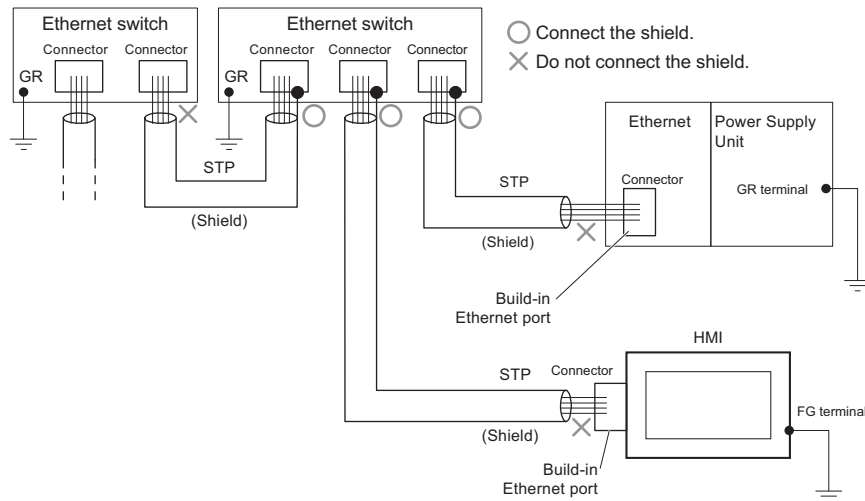 Ethernet switch
Connector Connector
GR
Ethernet switch
Connector Connector Connector
GR
Connect the shield.
Do not connect the shield.
STP
(Shield)
STP
(Shield)
Ethernet
Connector
Power Supply
Unit
GR terminal
Build-in
Ethernet port
HMI
STP
(Shield)
Connector
FG terminal
Build-in
Ethernet port